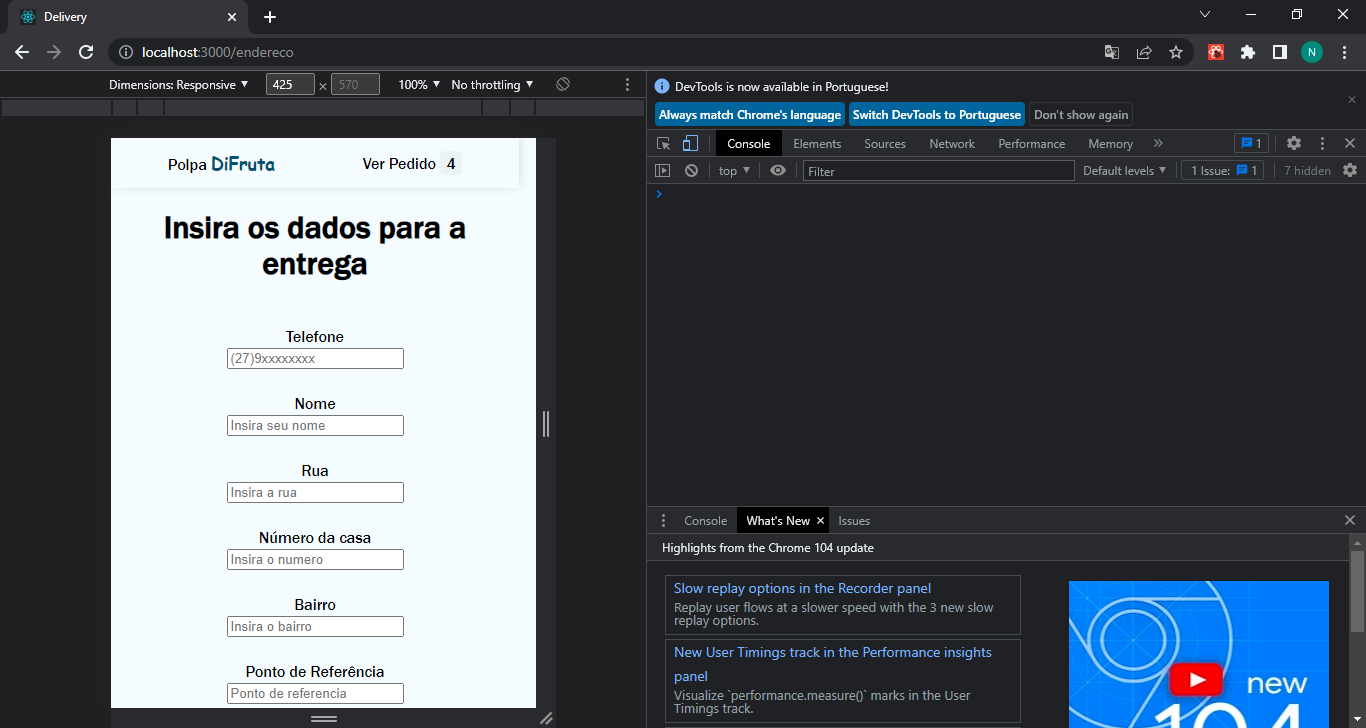 Delivery
localhost:3000/endereco
N
Dimensions: Responsive
425
×
570
100%
No throttling
Polpa DiFruta
Ver Pedido 4
Insira os dados para a
entrega
Telefone
(27)9xxxxxxxx
Nome
Insira seu nome
Rua
Insira a rua
Número da casa
Insira o numero
Bairro
Insira o bairro
Ponto de Referência
Ponto de referencia
DevTools is now available in Portuguese!
Always match Chrome's language
Switch DevTools to Portuguese
Don't show again
Console
Elements
Sources
Network
Performance
Memory
1
top
Filter
Default levels
1 Issue: 1
7 hidden
Console
What's New
Issues
Highlights from the Chrome 104 update
Slow replay options in the Recorder panel
Replay user flows at a slower speed with the 3 new slow
replay options.
New User Timings track in the Performance insights
panel
Visualize `performance.measure()` marks in the User
Timings track.
new
104